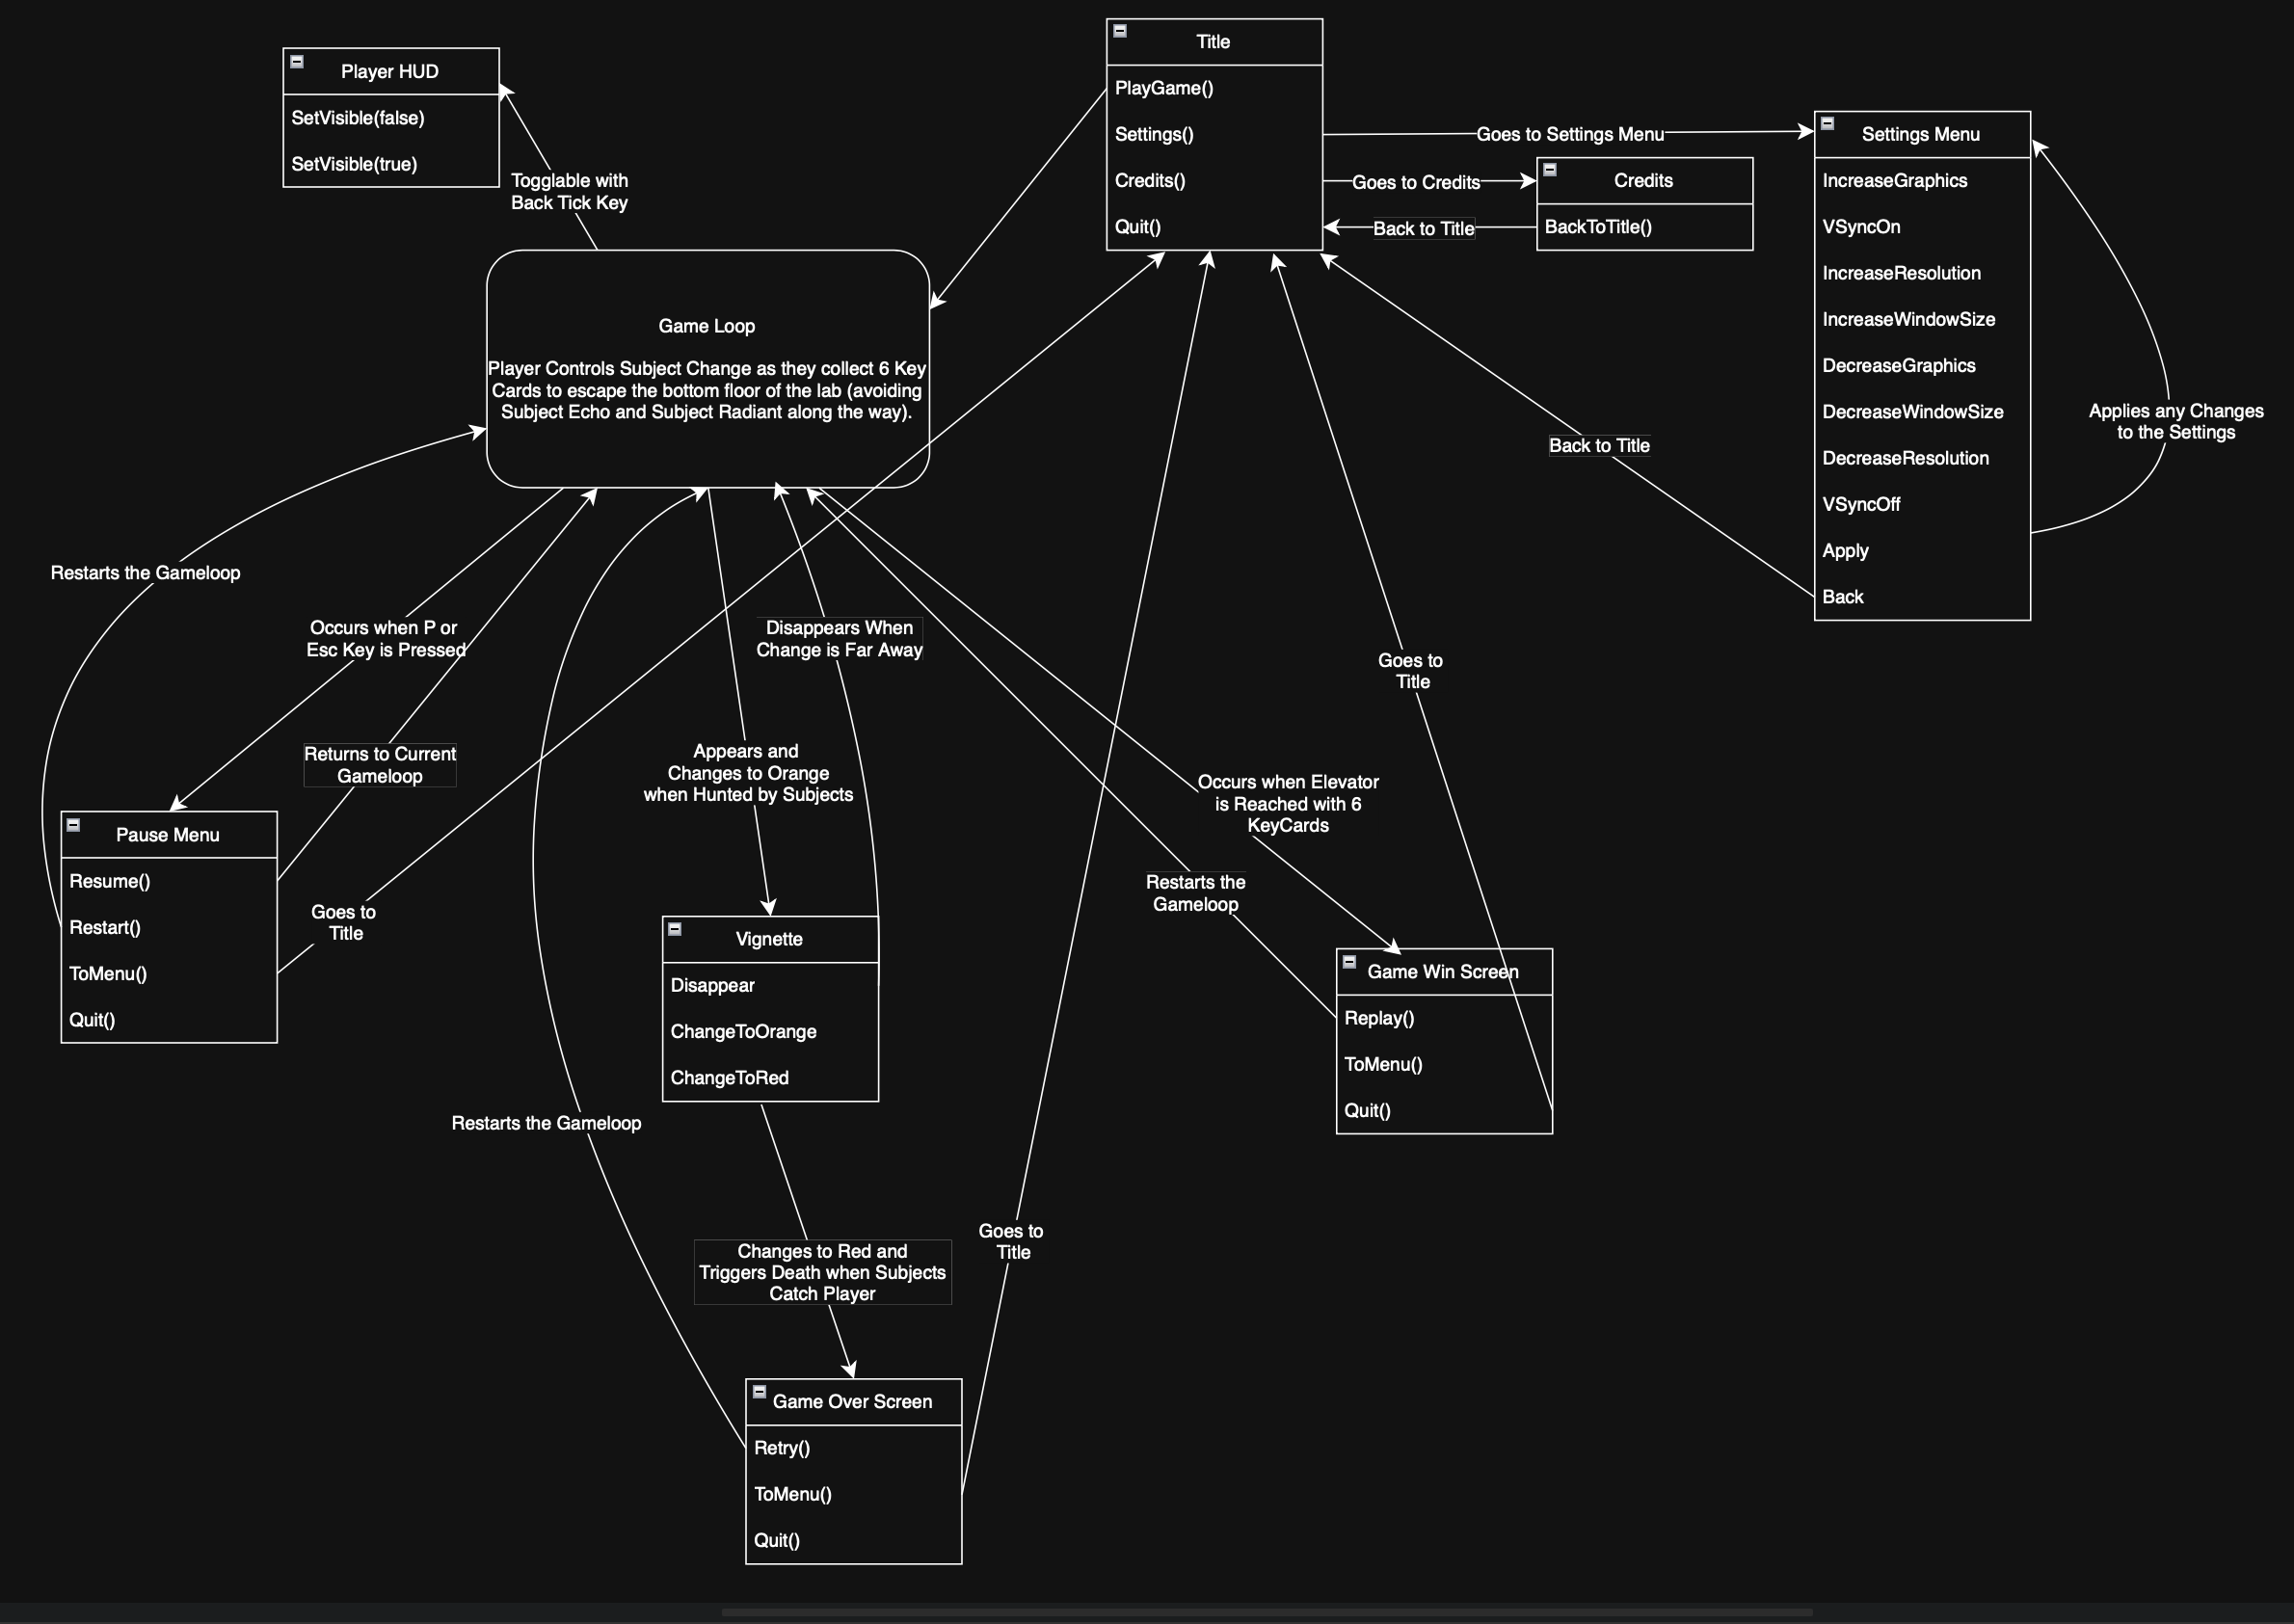 Title
PlayGame()
Settings()
Credits()
Quit()
Player HUD
SetVisible(false)
SetVisible(true)
Togglable with
Back Tick Key
Goes to Settings Menu
Goes to Credits
Back to Title
Credits
BackToTitle()
Settings Menu
IncreaseGraphics
VSyncOn
IncreaseResolution
IncreaseWindowSize
DecreaseGraphics
DecreaseWindowSize
DecreaseResolution
VSyncOff
Apply
Back
Applies any Changes
to the Settings
Back to Title
Game Loop
Player Controls Subject Change as they collect 6 Key
Cards to escape the bottom floor of the lab (avoiding
Subject Echo and Subject Radiant along the way).
Restarts the Gameloop
Occurs when P or
Esc Key is Pressed
Disappears When
Change is Far Away
Goes to
Title
Returns to Current
Gameloop
Appears and
Changes to Orange
when Hunted by Subjects
Occurs when Elevator
is Reached with 6
KeyCards
Restarts the
Gameloop
Pause Menu
Resume()
Restart()
ToMenu()
Quit()
Goes to
Title
Vignette
Disappear
ChangeToOrange
ChangeToRed
Game Win Screen
Replay()
ToMenu()
Quit()
Restarts the Gameloop
Changes to Red and
Triggers Death when Subjects
Catch Player
Goes to
Title
Game Over Screen
Retry()
ToMenu()
Quit()